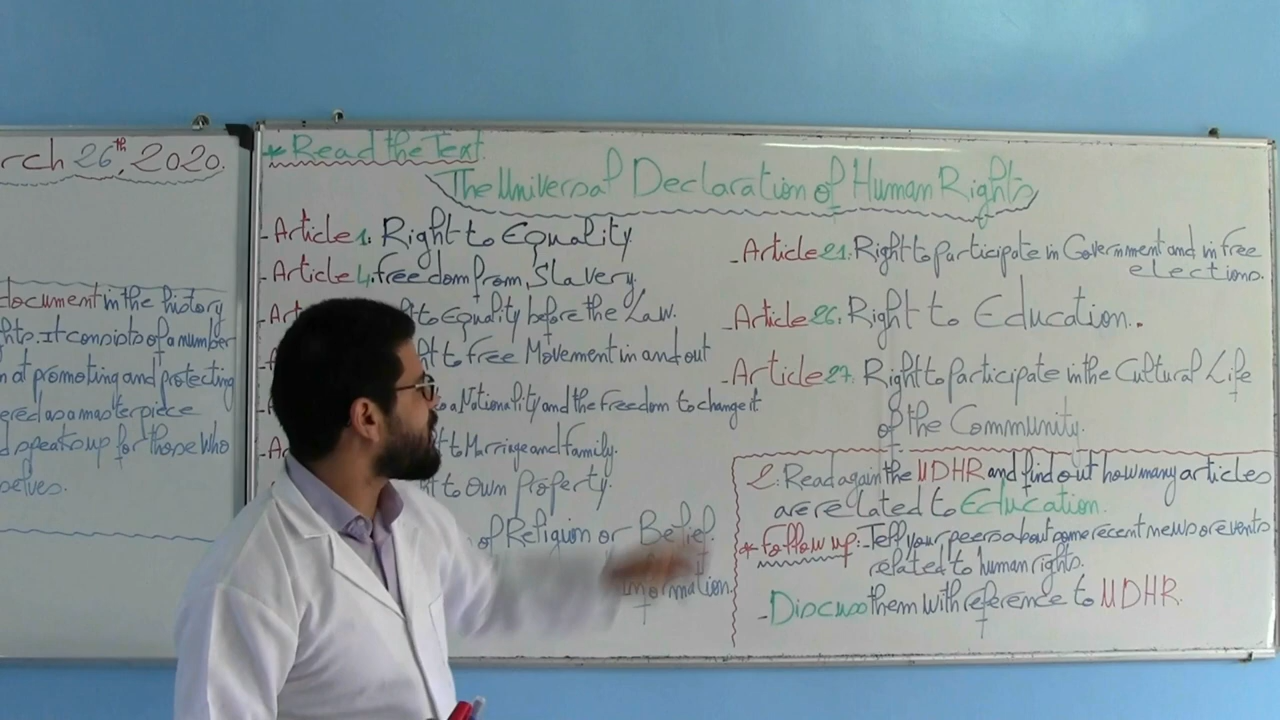 rch 26th, 2020.
document in the history
hts. It consists of a number
at promoting and protecting
ered as a masterpiece
d speaks up for those who
selves.
* Read the Text
The Universal Declaration of Human Rights
- Article 1: Right to Equality
- Article 4. freedom from Slavery.
- Art to Equality before the Law.
t to free Movement in and out
a Nationality and the freedom to change it
- Ar t to Marriage and family.
t to own Property.
of Religion or Belief.
information.
- Article 21: Right to participate in Government and in free
elections.
- Article 26: Right to Education..
- Article 27. Right to participate in the Cultural Life
of the Community.
2. Read again the UDHR and find out how many articles
are related to Education.
* Follow up: - Tell your peers about some recent news or events
related to human rights.
- Discuss them with reference to UDHR.